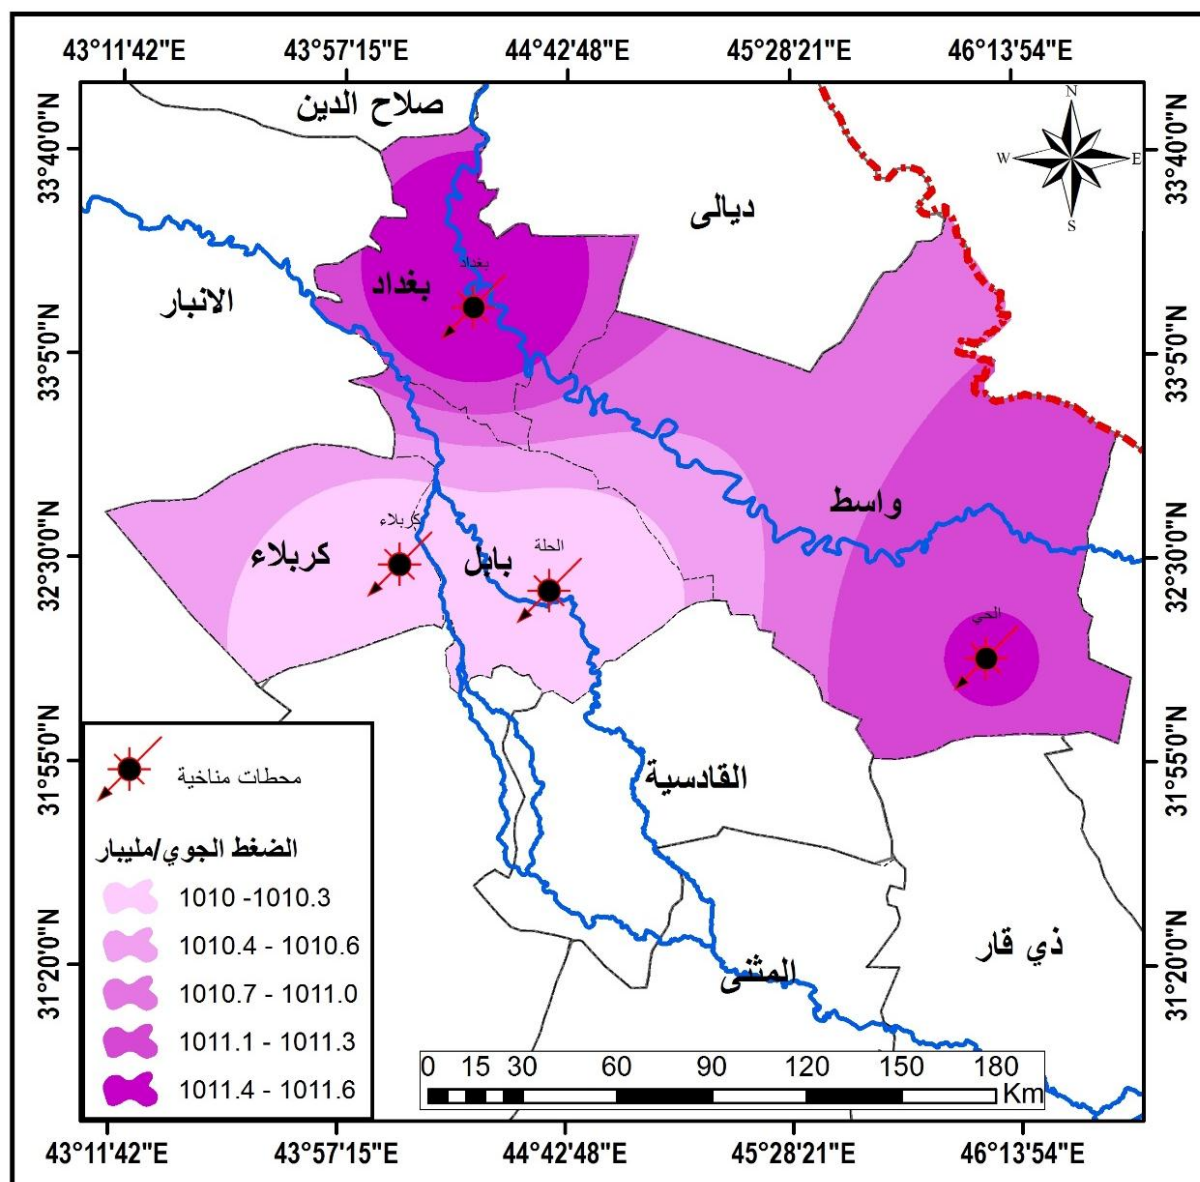 43°11'42"E 43°57'15"E 44°42'48"E 45°28'21"E 46°13'54"E
صلاح الدين
N
W E
S
33°40'0"N 33°40'0"N
ديالى
بغداد
بغداد
الانبار
33°5'0"N 33°5'0"N
واسط
كربلاء
الحلة
كربلاء
بابل
32°30'0"N 32°30'0"N
الحي
31°55'0"N 31°55'0"N
القادسية
محطات مناخية
الضغط الجوي/مليبار
1010 -1010.3
1010.4 - 1010.6
1010.7 - 1011.0
1011.1 - 1011.3
1011.4 - 1011.6
ذي قار
المثنى
31°20'0"N 31°20'0"N
0 15 30 60 90 120 150 180
Km
43°11'42"E 43°57'15"E 44°42'48"E 45°28'21"E 46°13'54"E